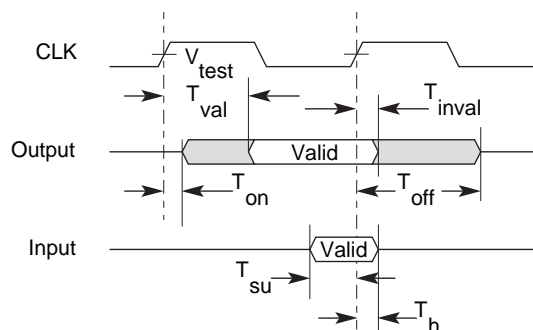 CLK
V_test
T_val
T_inval
Output
Valid
T_on
T_off
Input
Valid
T_su
T_h